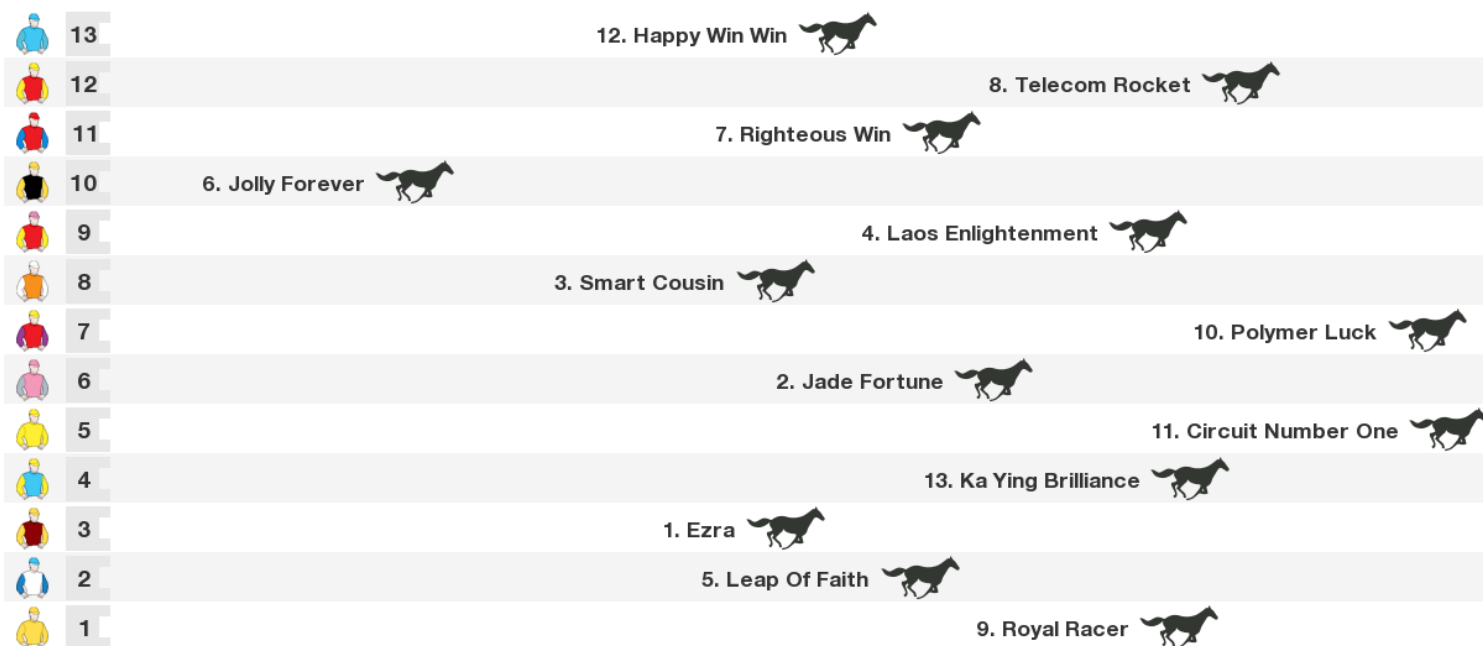 13 12. Happy Win Win
12 8. Telecom Rocket
11 7. Righteous Win
10 6. Jolly Forever
9 4. Laos Enlightenment
8 3. Smart Cousin
7 10. Polymer Luck
6 2. Jade Fortune
5 11. Circuit Number One
4 13. Ka Ying Brilliance
3 1. Ezra
2 5. Leap Of Faith
1 9. Royal Racer